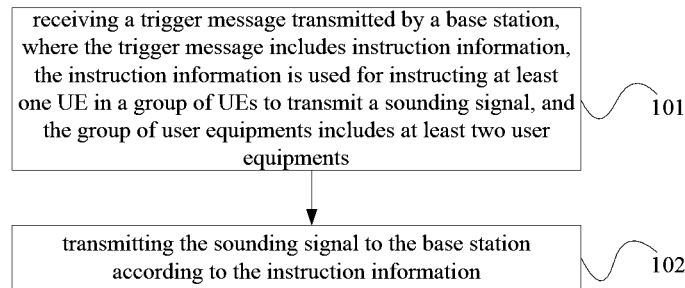 receiving a trigger message transmitted by a base station,
where the trigger message includes instruction information,
the instruction information is used for instructing at least
one UE in a group of UEs to transmit a sounding signal, and
the group of user equipments includes at least two user
equipments
101
transmitting the sounding signal to the base station
according to the instruction information
102